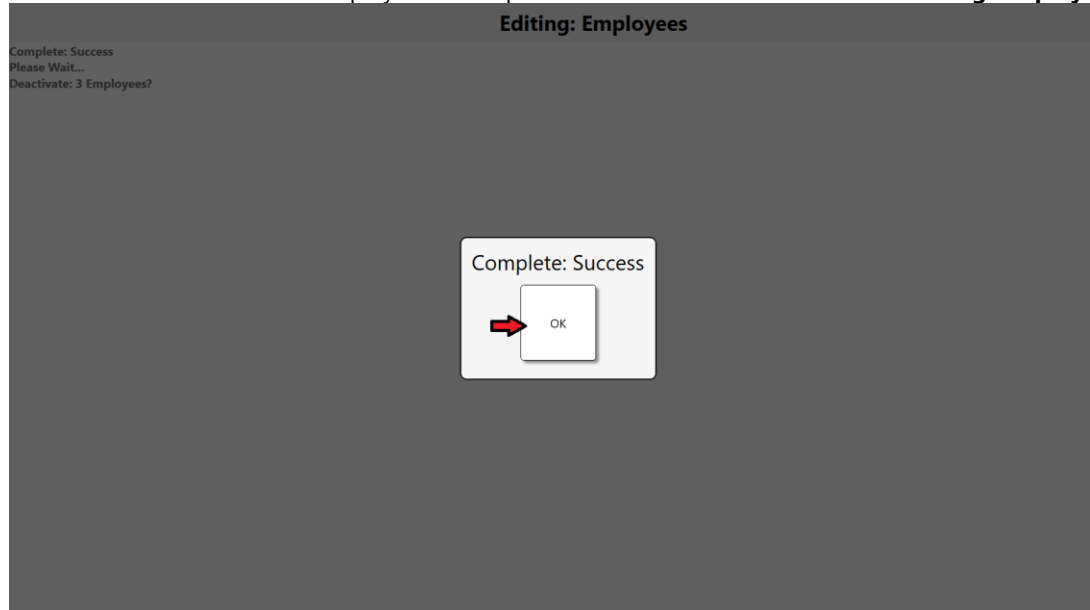 Editing: Employees
Complete: Success
Please Wait...
Deactivate: 3 Employees?
Complete: Success
OK